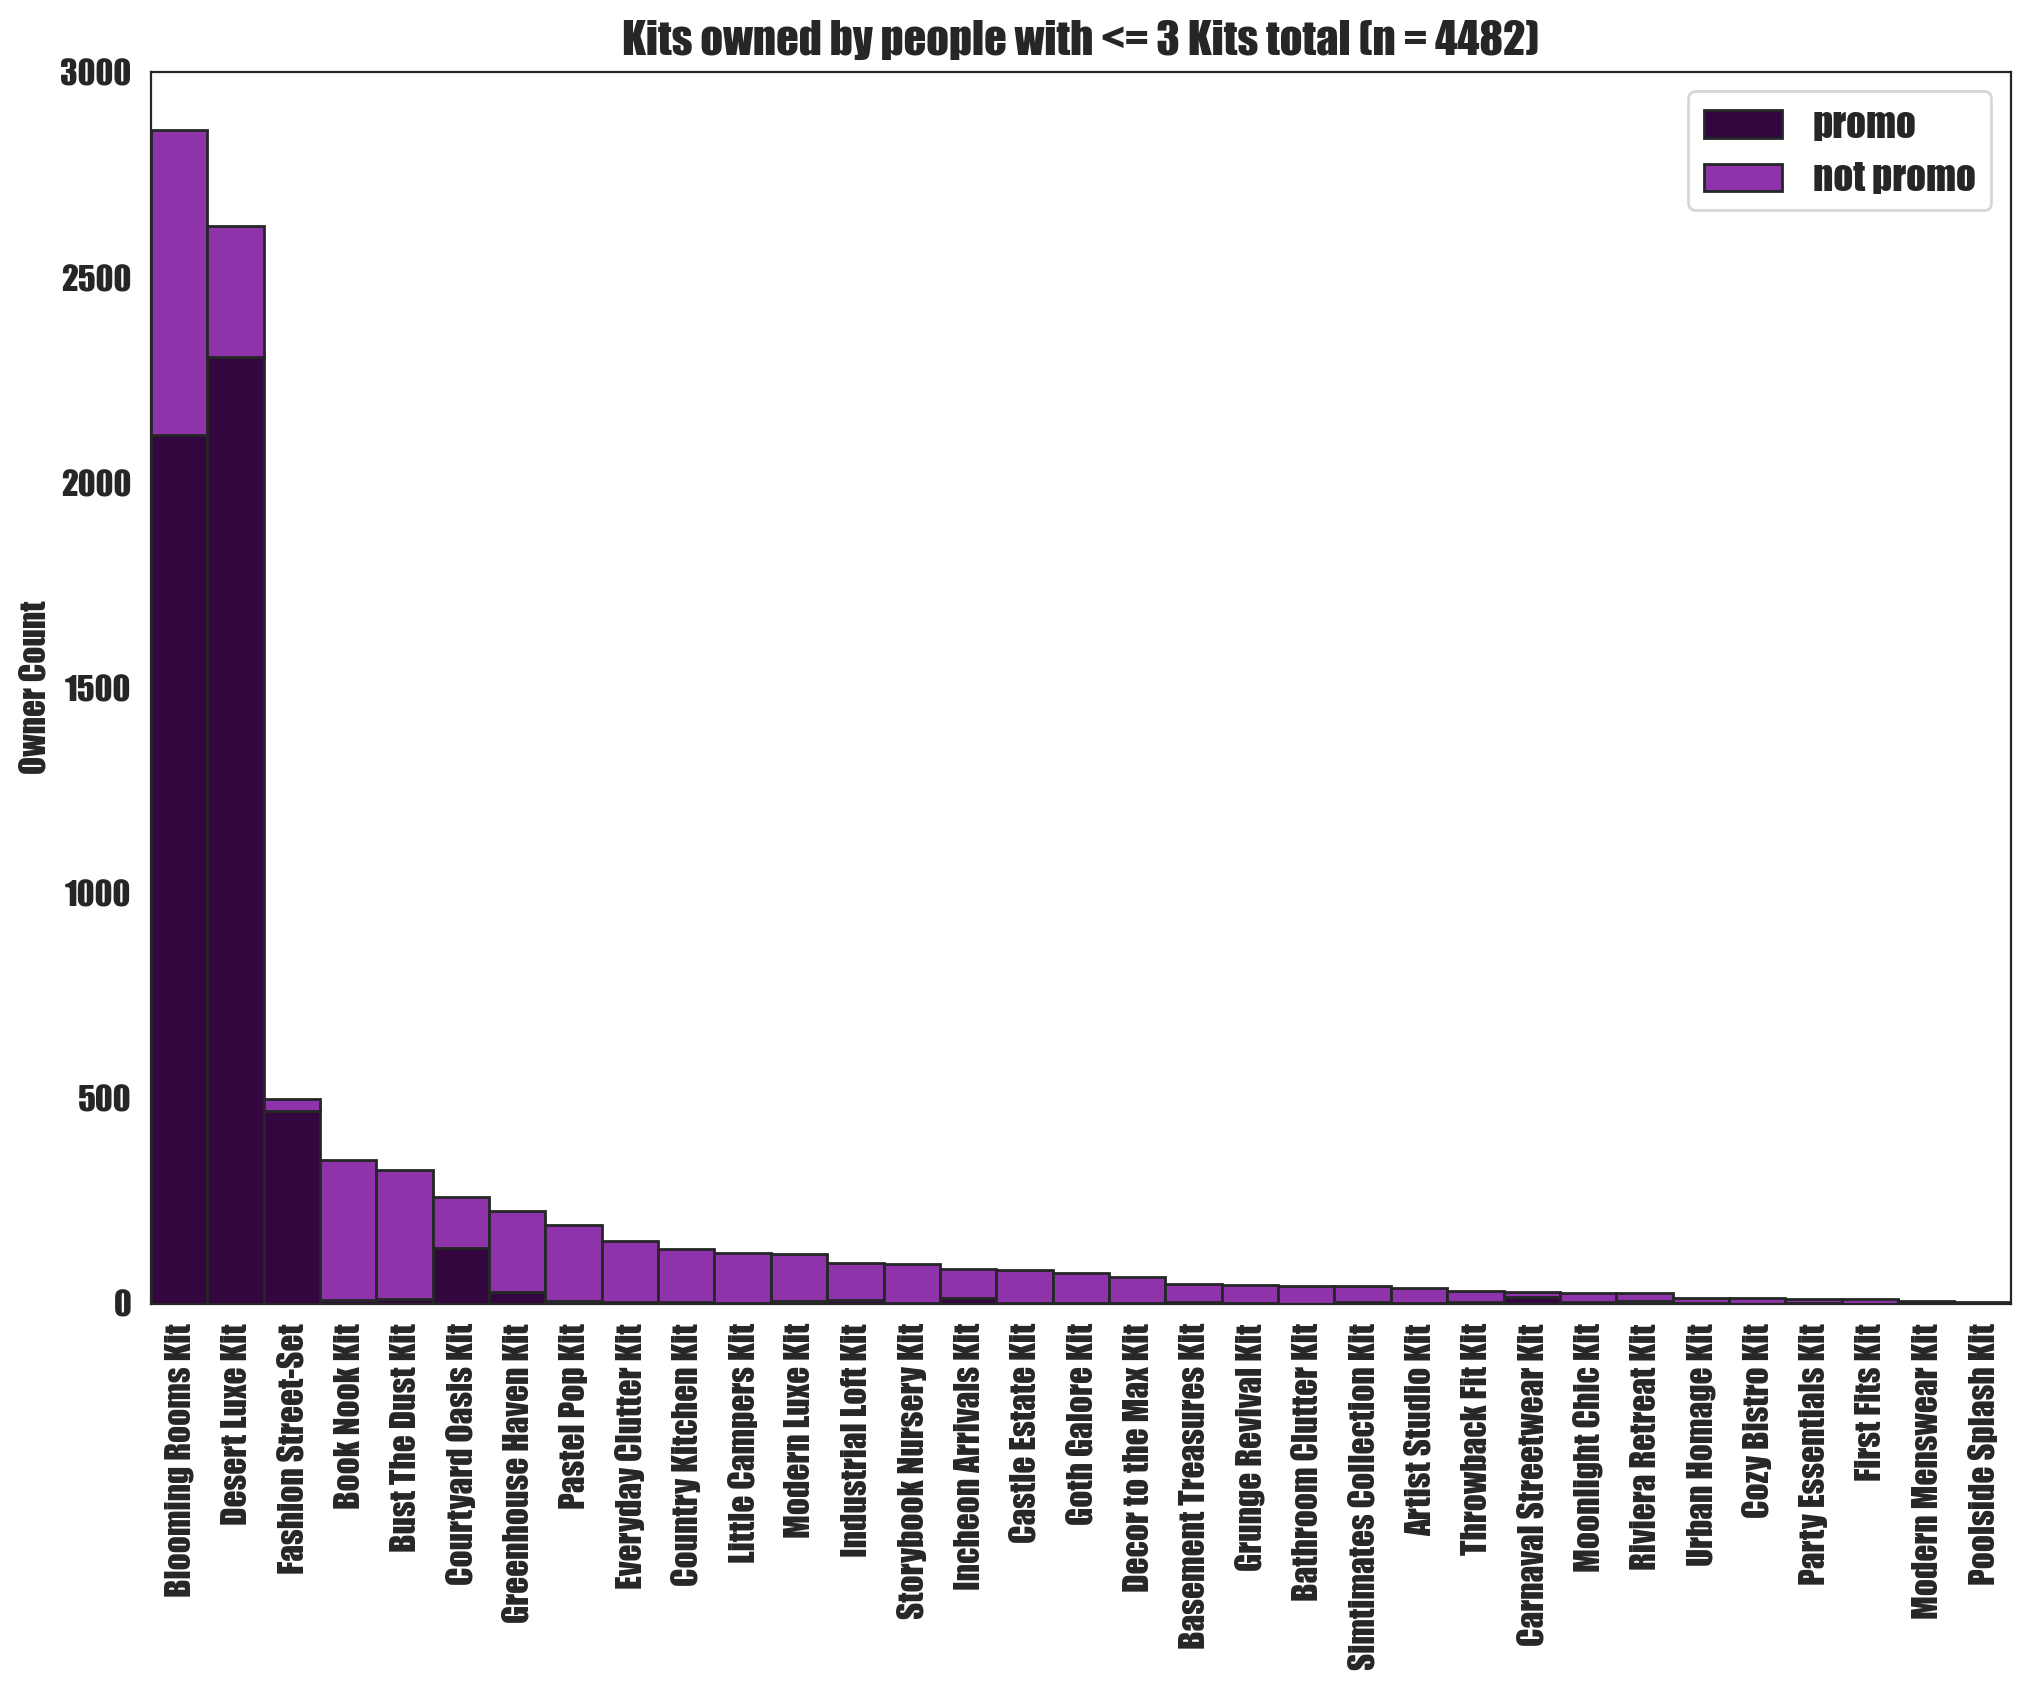 Kits owned by people with <= 3 Kits total (n = 4482)
3000
2500
2000
1500
1000
500
0
Owner Count
promo
not promo
Blooming Rooms Kit
Desert Luxe Kit
Fashion Street-Set
Book Nook Kit
Bust The Dust Kit
Courtyard Oasis Kit
Greenhouse Haven Kit
Pastel Pop Kit
Everyday Clutter Kit
Country Kitchen Kit
Little Campers Kit
Modern Luxe Kit
Industrial Loft Kit
Storybook Nursery Kit
Incheon Arrivals Kit
Castle Estate Kit
Goth Galore Kit
Decor to the Max Kit
Basement Treasures Kit
Grunge Revival Kit
Bathroom Clutter Kit
Simtimates Collection Kit
Artist Studio Kit
Throwback Fit Kit
Carnaval Streetwear Kit
Moonlight Chic Kit
Riviera Retreat Kit
Urban Homage Kit
Cozy Bistro Kit
Party Essentials Kit
First Fits Kit
Modern Menswear Kit
Poolside Splash Kit